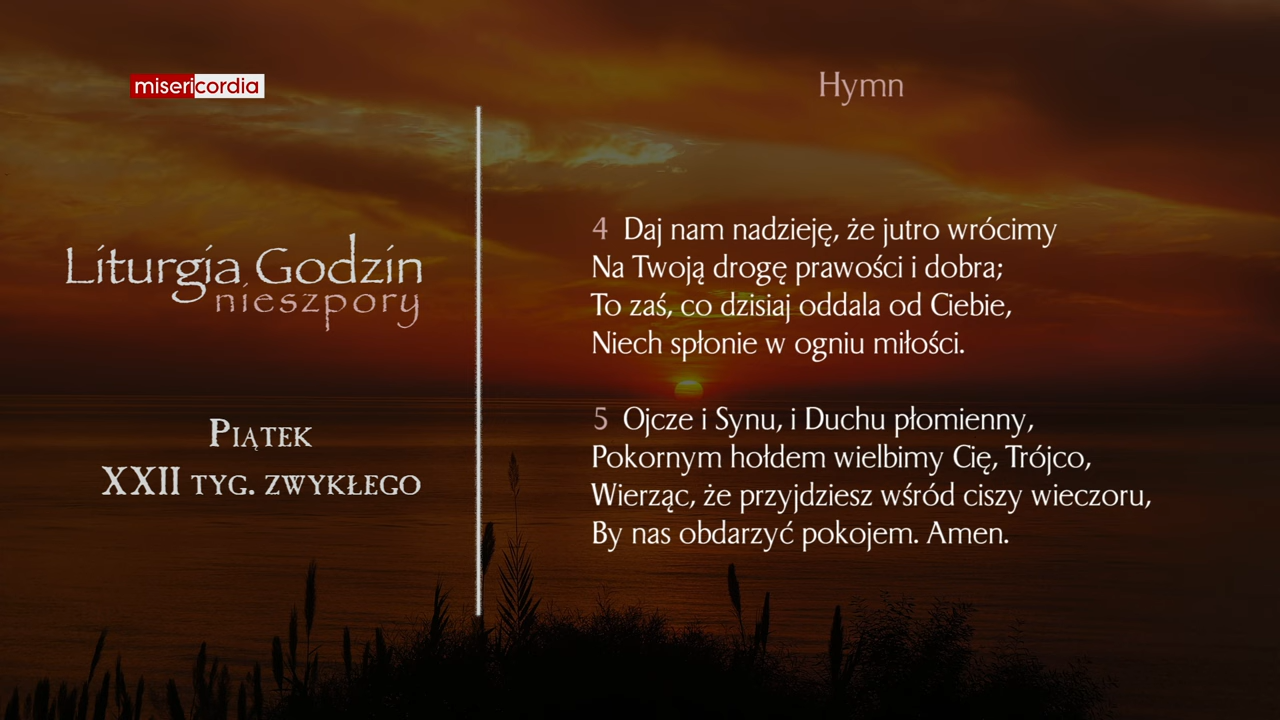 misericordia
Liturgia Godzin
nieszpory
Piątek
XXII tyg. zwykłego
Hymn
4 Daj nam nadzieję, że jutro wrócimy
Na Twoją drogę prawości i dobra;
To zaś, co dzisiaj oddala od Ciebie,
Niech spłonie w ogniu miłości.
5 Ojcze i Synu, i Duchu płomienny,
Pokornym hołdem wielbimy Cię, Trójco,
Wierząc, że przyjdziesz wśród ciszy wieczoru,
By nas obdarzyć pokojem. Amen.